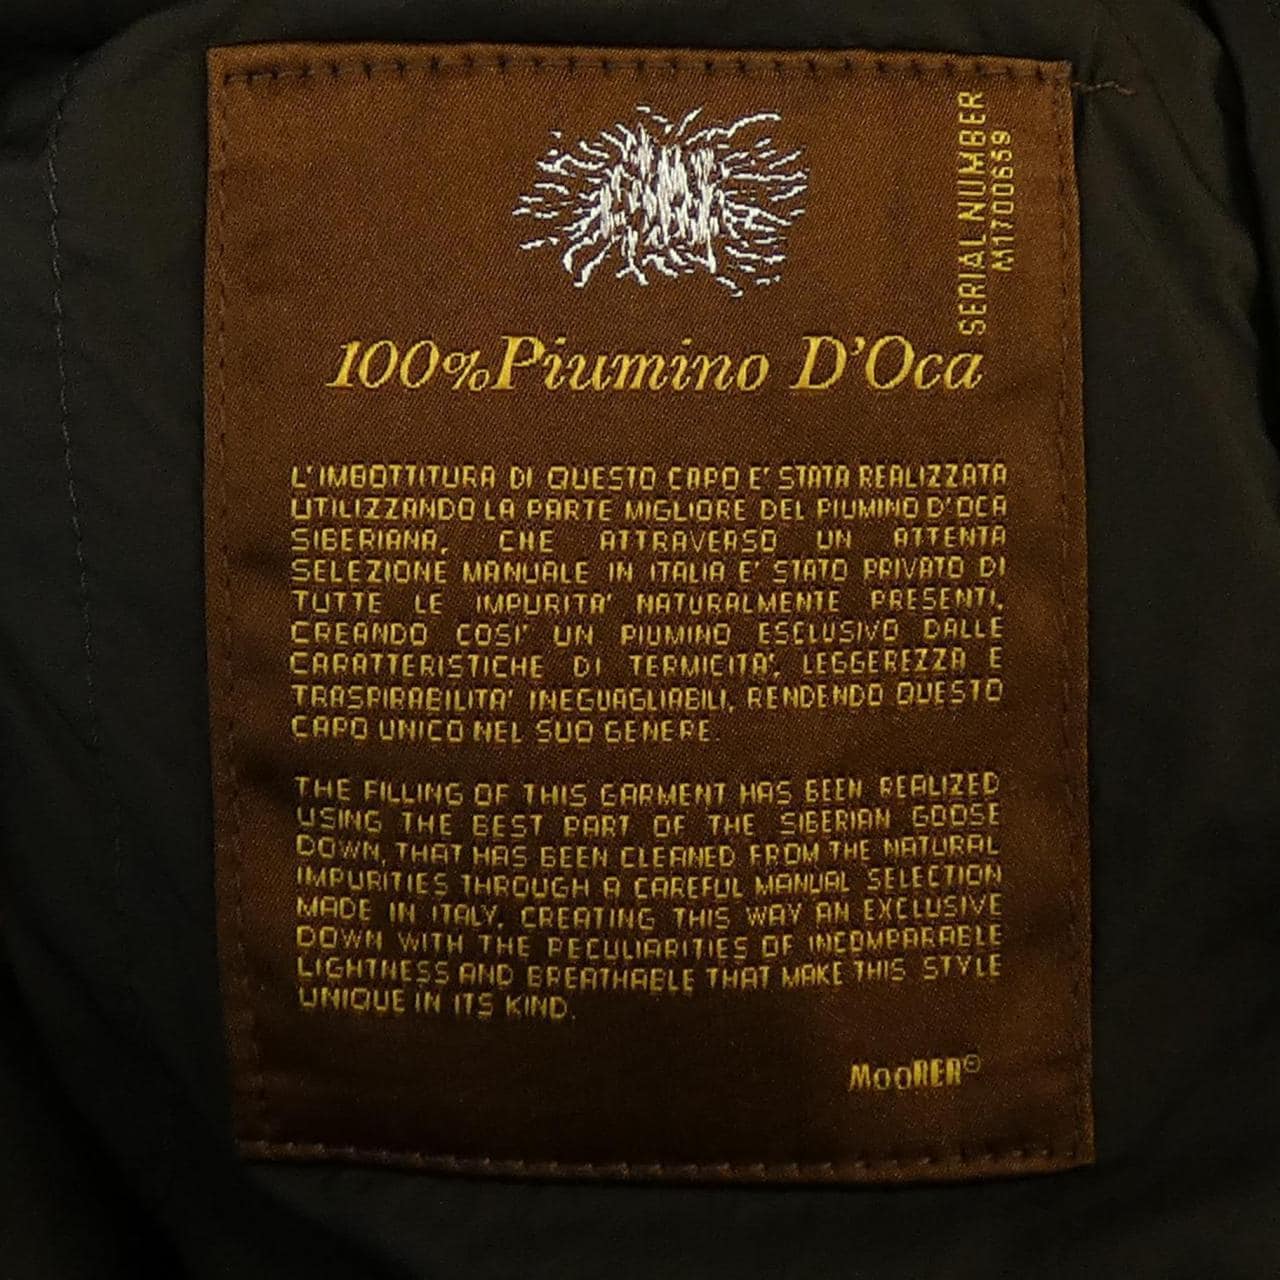 SERIAL NUMBER
M1700659
100% Piumino D'Oca
L'IMBOTTITURA DI QUESTO CAPO E' STATA REALIZZATA
UTILIZZANDO LA PARTE MIGLIORE DEL PIUMINO D'OCA
SIBERIANA, CHE ATTRAVERSO UN ATTENTA
SELEZIONE MANUALE IN ITALIA E' STATO PRIVATO DI
TUTTE LE IMPURITA' NATURALMENTE PRESENTI,
CREANDO COSI' UN PIUMINO ESCLUSIVO DALLE
CARATTERISTICHE DI TERMICITA', LEGGEREZZA E
TRASPIRABILITA' INEGUAGLIABILI, RENDENDO QUESTO
CAPO UNICO NEL SUO GENERE.
THE FILLING OF THIS GARMENT HAS BEEN REALIZED
USING THE BEST PART OF THE SIBERIAN GOOSE
DOWN, THAT HAS BEEN CLEANED FROM THE NATURAL
IMPURITIES THROUGH A CAREFUL MANUAL SELECTION
MADE IN ITALY, CREATING THIS WAY AN EXCLUSIVE
DOWN WITH THE PECULIARITIES OF INCOMPARABLE
LIGHTNESS AND BREATHABLE THAT MAKE THIS STYLE
UNIQUE IN ITS KIND.
MOORER®